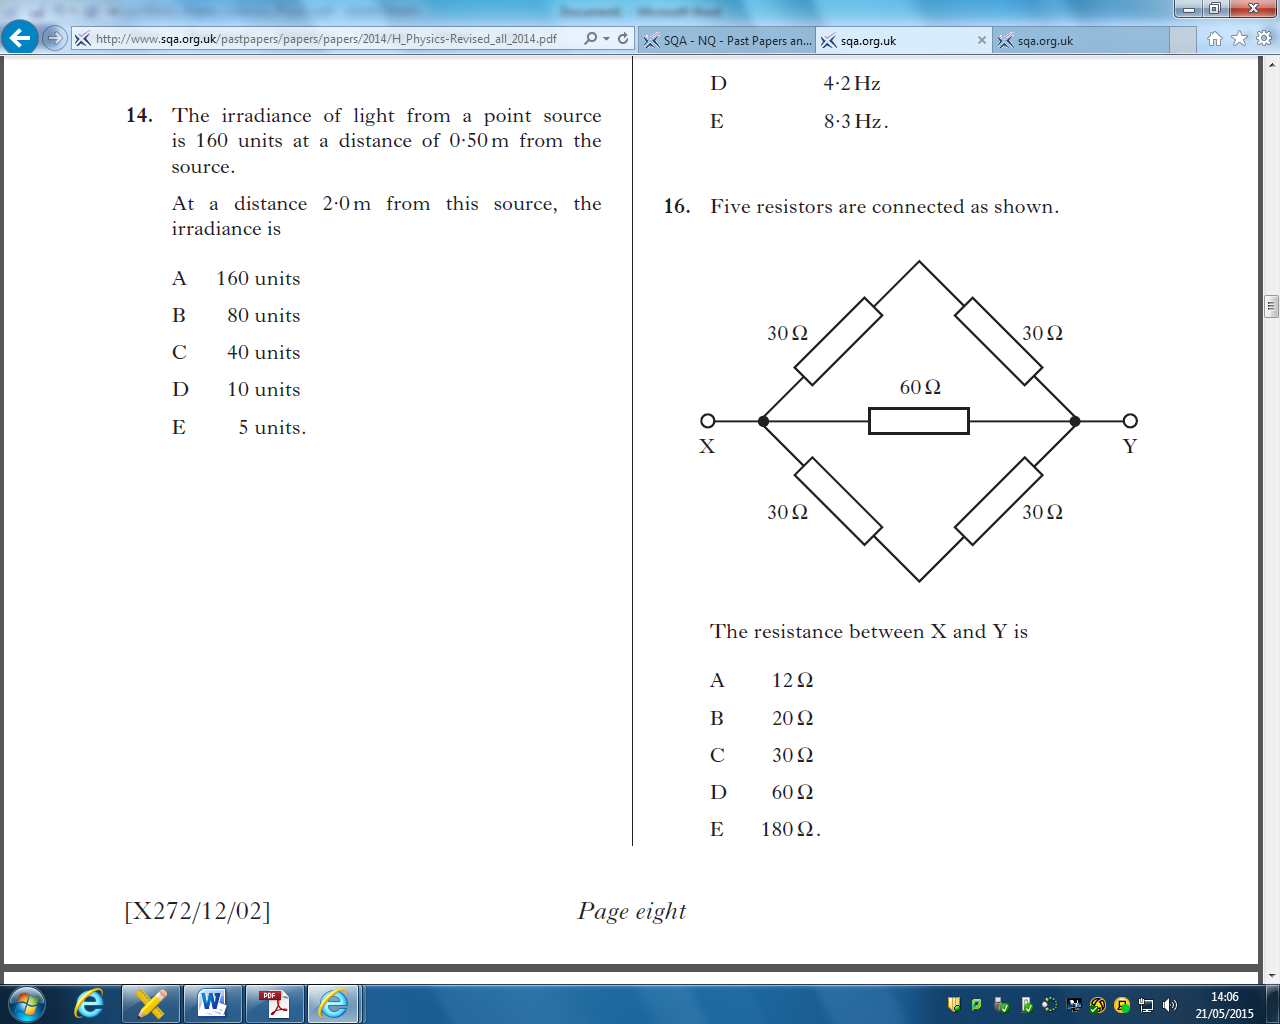 http://www.sqa.org.uk/pastpapers/papers/papers/2014/H_Physics-Revised_all_2014.pdf
SQA - NQ - Past Papers an...
sqa.org.uk
sqa.org.uk
14. The irradiance of light from a point source
is 160 units at a distance of 0·50 m from the
source.
At a distance 2·0 m from this source, the
irradiance is
A 160 units
B 80 units
C 40 units
D 10 units
E 5 units.
D 4·2 Hz
E 8·3 Hz.
16. Five resistors are connected as shown.
30 Ω
30 Ω
60 Ω
X
Y
30 Ω
30 Ω
The resistance between X and Y is
A 12 Ω
B 20 Ω
C 30 Ω
D 60 Ω
E 180 Ω.
[X272/12/02]
Page eight
PDF
14:06
21/05/2015